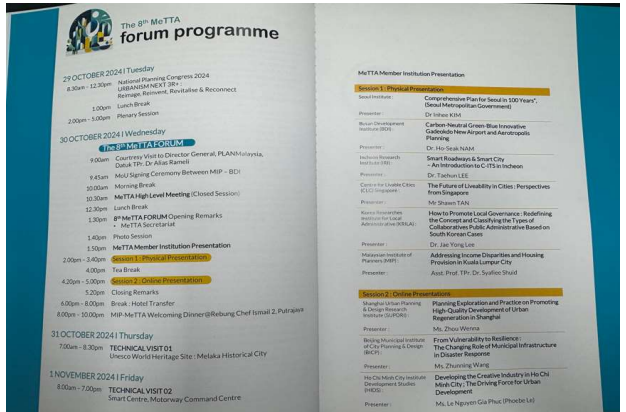 The 8th MeTTA
forum programme
29 OCTOBER 2024 | Tuesday
8.30am - 12.30pm National Planning Congress 2024
URBANISM NEXT 3R+ :
Reimage, Reinvent, Revitalise & Reconnect
1.00pm Lunch Break
2.00pm - 5.00pm Plenary Session
30 OCTOBER 2024 | Wednesday
The 8th MeTTA FORUM
9.00am Courtresy Visit to Director General, PLANMalaysia,
Datuk TPr. Dr Alias Rameli
9.45am MoU Signing Ceremony Between MIP - BDI
10.00am Morning Break
10.30am MeTTA High Level Meeting (Closed Session)
12.30pm Lunch Break
1.30pm 8th MeTTA FORUM Opening Remarks
• MeTTA Secretariat
1.40pm Photo Session
1.50pm MeTTA Member Institution Presentation
2.00pm - 3.40pm Session 1 : Physical Presentation
4.00pm Tea Break
4.20pm - 5.00pm Session 2 : Online Presentation
5.20pm Closing Remarks
6.00pm - 8.00pm Break : Hotel Transfer
8.00pm - 10.00pm MIP-MeTTA Welcoming Dinner@Rebung Chef Ismail 2, Putrajaya
31 OCTOBER 2024 | Thursday
7.00am - 8.30pm TECHNICAL VISIT 01
Unesco World Heritage Site : Melaka Historical City
1 NOVEMBER 2024 | Friday
8.00am - 7.00pm TECHNICAL VISIT 02
Smart Centre, Motorway Command Centre
MeTTA Member Institution Presentation
Session 1 : Physical Presentation
Seoul Institute : Comprehensive Plan for Seoul in 100 Years",
(Seoul Metropolitan Government)
Presenter : Dr Inhee KIM
Busan Development Carbon-Neutral Green-Blue Innovative
Institute (BDI) : Gadeokdo New Airport and Aerotropolis
Planning
Presenter : Dr. Ho-Seak NAM
Incheon Research Smart Roadways & Smart City
Institute (IRI) : – An Introduction to C-ITS in Incheon
Presenter : Dr. Taehun LEE
Centre for Livable Cities The Future of Liveability in Cities : Perspectives
(CLC) Singapore : from Singapore
Presenter : Mr Shawn TAN
Korea Researches How to Promote Local Governance : Redefining
Institute for Local the Concept and Classifying the Types of
Administrative (KRILA) : Collaboratives Public Administrative Based on
South Korean Cases
Presenter : Dr. Jae Yong Lee
Malaysian Institute of Addressing Income Disparities and Housing
Planners (MIP) : Provision in Kuala Lumpur City
Presenter : Asst. Prof. TPr. Dr. Syafiee Shuid
Session 2 : Online Presentations
Shanghai Urban Planning Planning Exploration and Practice on Promoting
& Design Research High-Quality Development of Urban
Institute (SUPDRI) : Regeneration in Shanghai
Presenter : Ms. Zhou Wenna
Beijing Municipal Institute From Vulnerability to Resilience :
of City Planning & Design The Changing Role of Municipal Infrastructure
(BICP) : in Disaster Response
Presenter : Ms. Zhunning Wang
Ho Chi Minh City Institute Developing the Creative Industry in Ho Chi
Development Studies Minh City ; The Driving Force for Urban
(HIDS) : Development
Presenter : Ms. Le Nguyen Gia Phuc (Phoebe Le)